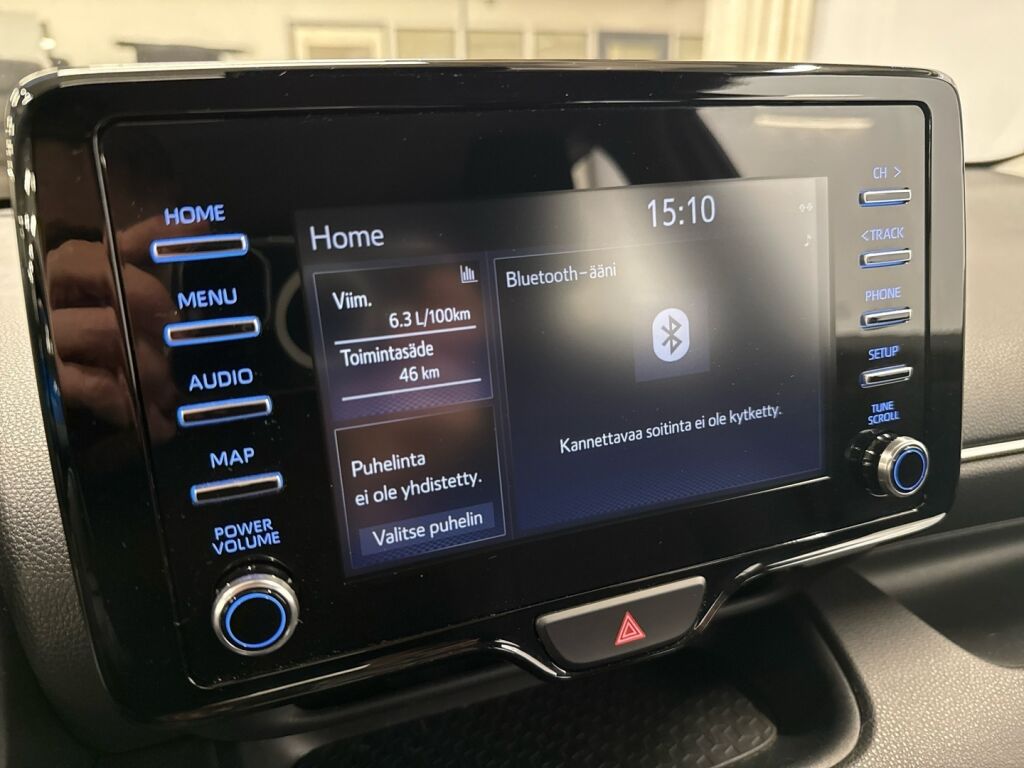 HOME
MENU
AUDIO
MAP
POWER
VOLUME
Home
15:10
Viim.
6.3 L/100km
Toimintasäde
46 km
Puhelinta
ei ole yhdistetty.
Valitse puhelin
Bluetooth-ääni
Kannettavaa soitinta ei ole kytketty.
CH >
<TRACK
PHONE
SETUP
TUNE
SCROLL